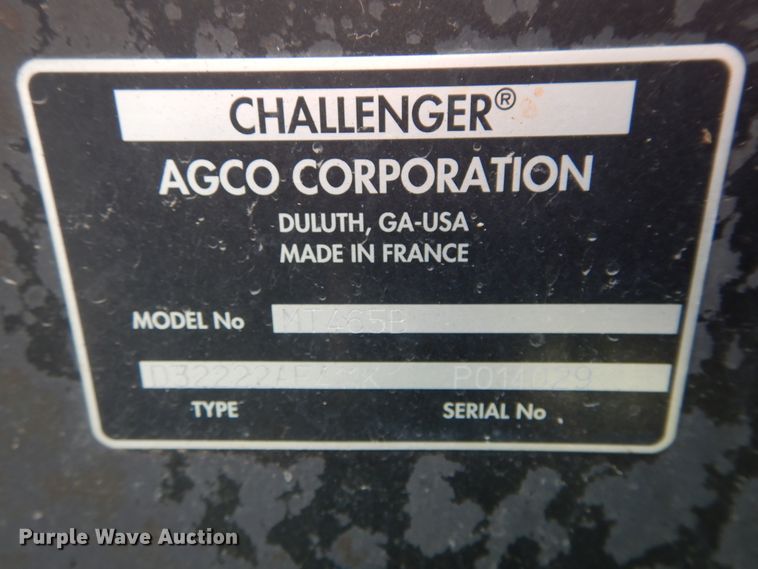 CHALLENGER®
AGCO CORPORATION
DULUTH, GA-USA
MADE IN FRANCE
MODEL No MT465B
TYPE SERIAL No
Purple Wave Auction